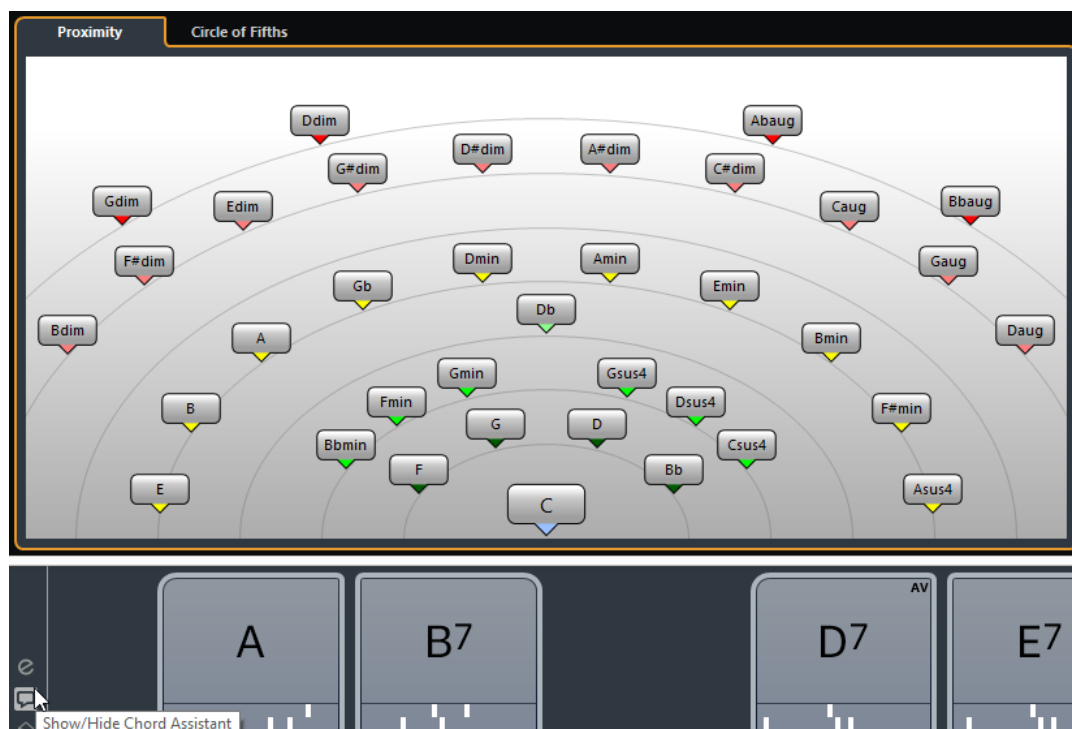 Proximity
Circle of Fifths
Ddim
Abaug
D#dim
A#dim
G#dim
C#dim
Gdim
Edim
Caug
Bbaug
F#dim
Dmin
Amin
Gaug
Gb
Emin
Db
Bdim
A
Bmin
Daug
Gmin
Gsus4
Fmin
Dsus4
B
F#min
G
D
Bbmin
Csus4
F
Bb
E
Asus4
C
AV
A
B7
D7
E7
Show/Hide Chord Assistant